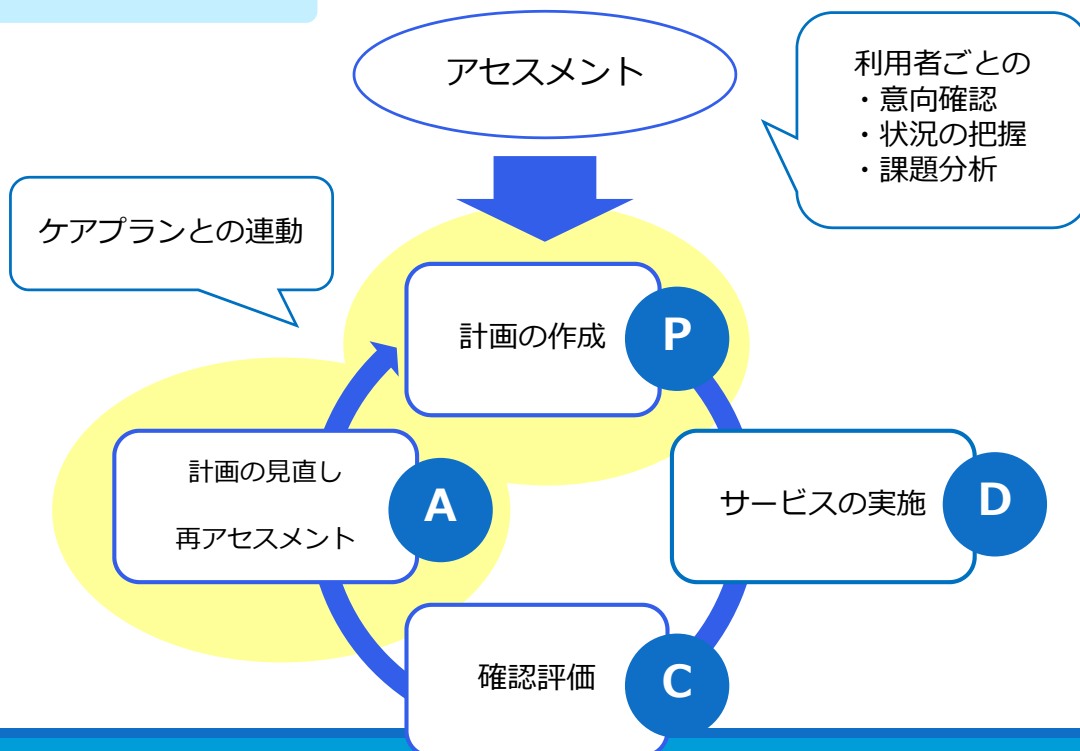 アセスメント
利用者ごとの
・意向確認
・状況の把握
・課題分析
ケアプランとの連動
計画の作成
P
サービスの実施
D
確認評価
C
計画の見直し
再アセスメント
A